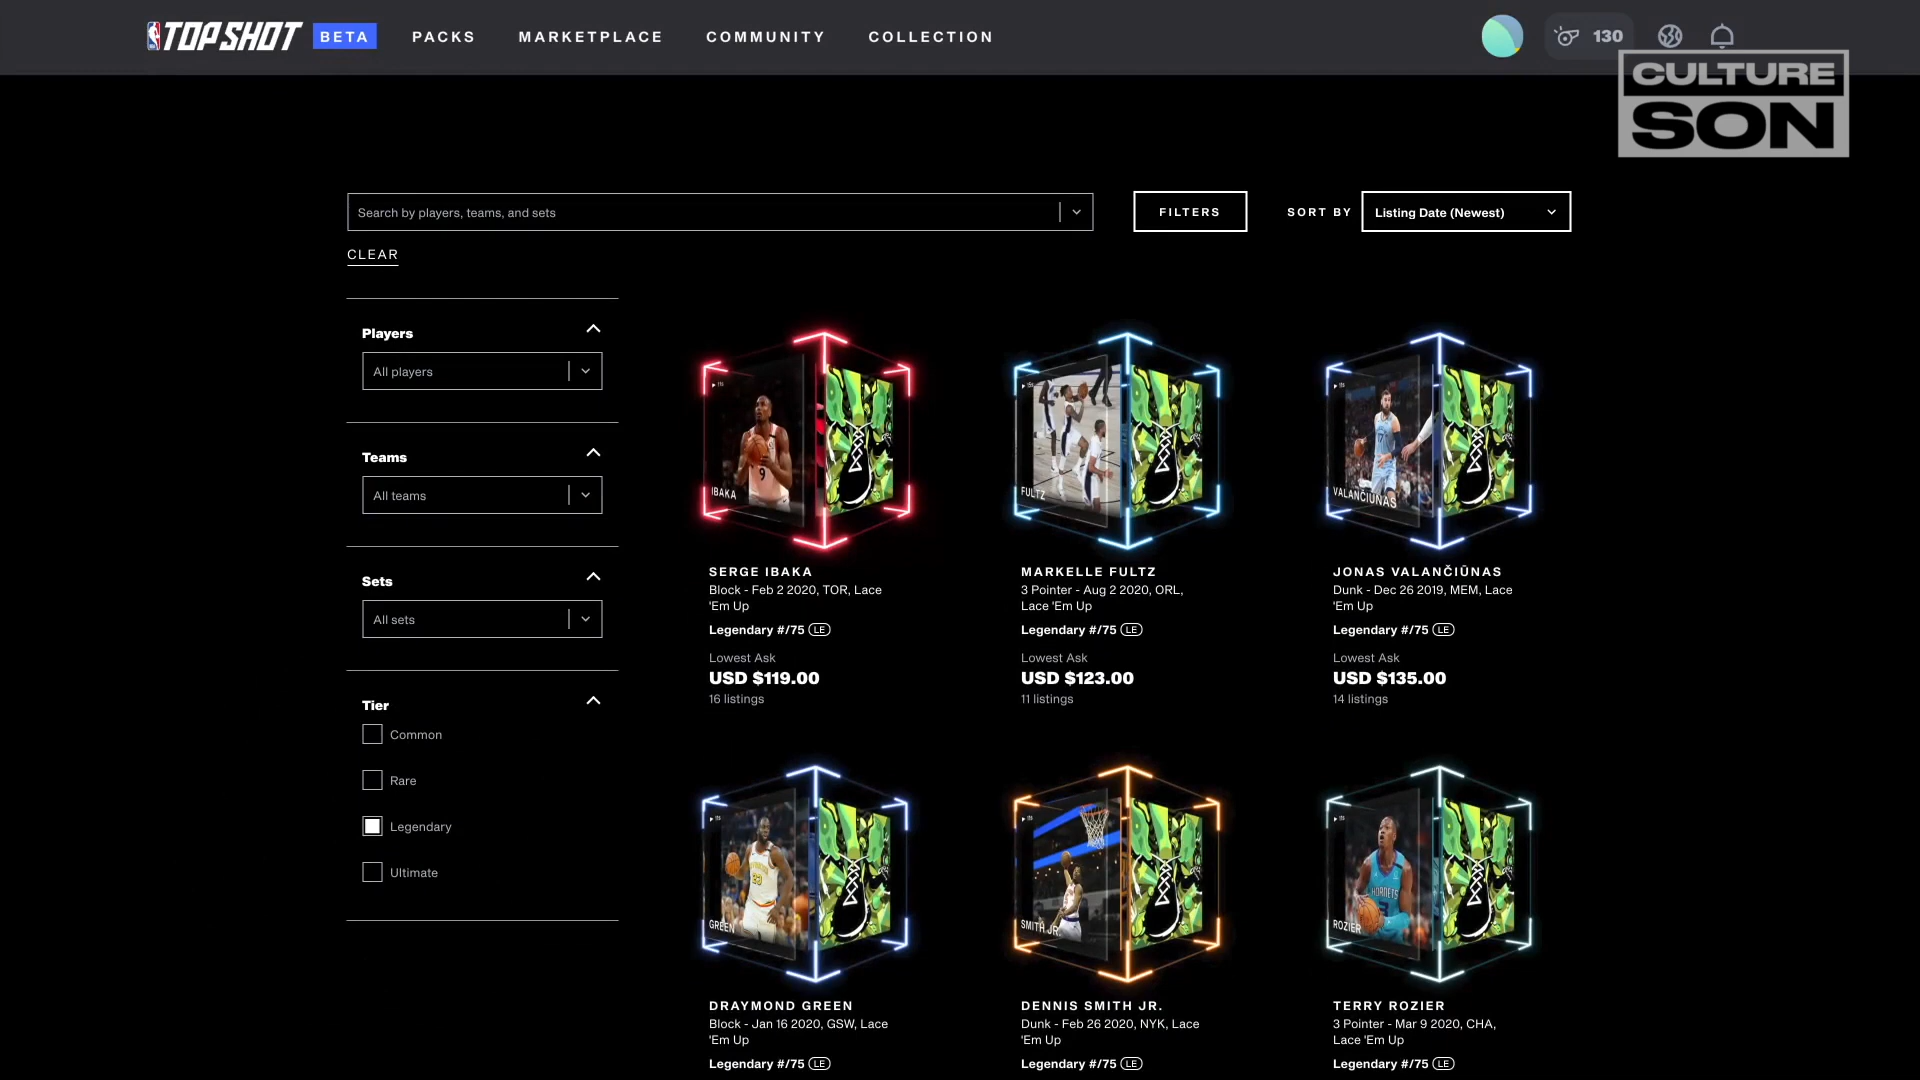 TOP SHOT BETA PACKS MARKETPLACE COMMUNITY COLLECTION 130
CULTURE
SON
Search by players, teams, and sets
FILTERS
SORT BY
Listing Date (Newest)
CLEAR
Players
All players
Teams
All teams
Sets
All sets
Tier
Common
Rare
Legendary
Ultimate
IBAKA
9
SERGE IBAKA
Block - Feb 2 2020, TOR, Lace
'Em Up
Legendary #/75 LE
Lowest Ask
USD $119.00
16 listings
FULTZ
MARKELLE FULTZ
3 Pointer - Aug 2 2020, ORL,
Lace 'Em Up
Legendary #/75 LE
Lowest Ask
USD $123.00
11 listings
VALANČIŪNAS
17
JONAS VALANČIŪNAS
Dunk - Dec 26 2019, MEM, Lace
'Em Up
Legendary #/75 LE
Lowest Ask
USD $135.00
14 listings
GREEN
23
DRAYMOND GREEN
Block - Jan 16 2020, GSW, Lace
'Em Up
Legendary #/75 LE
SMITH JR.
DENNIS SMITH JR.
Dunk - Feb 26 2020, NYK, Lace
'Em Up
Legendary #/75 LE
HORNETS
ROZIER
TERRY ROZIER
3 Pointer - Mar 9 2020, CHA,
Lace 'Em Up
Legendary #/75 LE